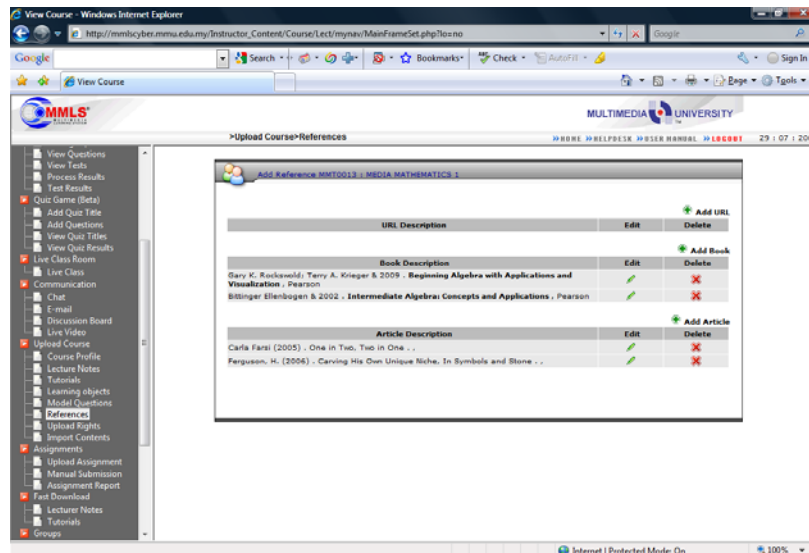 View Course - Windows Internet Explorer
http://mmlscyber.mmu.edu.my/Instructor_Content/Course/Lect/mynav/MainFrameSet.php?lo=no
Google
Google
Search
Bookmarks
Check
AutoFill
Sign In
View Course
Page
Tools
MMLS
MULTIMEDIA UNIVERSITY
>Upload Course>References
HOME HELPDESK USER MANUAL LOGOUT 29 : 07 : 20
View Questions
View Tests
Process Results
Test Results
Quiz Game (Beta)
Add Quiz Title
Add Questions
View Quiz Titles
View Quiz Results
Live Class Room
Live Class
Communication
Chat
E-mail
Discussion Board
Live Video
Upload Course
Course Profile
Lecture Notes
Tutorials
Learning objects
Model Questions
References
Upload Rights
Import Contents
Assignments
Upload Assignment
Manual Submission
Assignment Report
Fast Download
Lecturer Notes
Tutorials
Groups
Add Reference MMT0013 : MEDIA MATHEMATICS 1
Add URL
URL Description Edit Delete
Add Book
Book Description Edit Delete
Gary K. Rockswold; Terry A. Krieger & 2009 . Beginning Algebra with Applications and
Visualization , Pearson
Bittinger Ellenbogen & 2002 . Intermediate Algebra: Concepts and Applications , Pearson
Add Article
Article Description Edit Delete
Carla Farsi (2005) . One in Two, Two in One . ,
Ferguson, H. (2006) . Carving His Own Unique Niche, In Symbols and Stone . ,
Internet | Protected Mode: On
100%